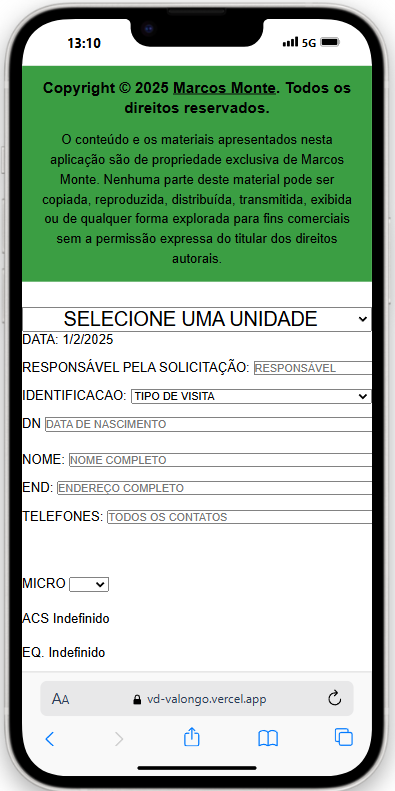 13:10
5G
Copyright © 2025 Marcos Monte. Todos os
direitos reservados.
O conteúdo e os materiais apresentados nesta
aplicação são de propriedade exclusiva de Marcos
Monte. Nenhuma parte deste material pode ser
copiada, reproduzida, distribuída, transmitida, exibida
ou de qualquer forma explorada para fins comerciais
sem a permissão expressa do titular dos direitos
autorais.
SELECIONE UMA UNIDADE
DATA: 1/2/2025
RESPONSÁVEL PELA SOLICITAÇÃO: RESPONSÁVEL
IDENTIFICACAO: TIPO DE VISITA
DN DATA DE NASCIMENTO
NOME: NOME COMPLETO
END: ENDEREÇO COMPLETO
TELEFONES: TODOS OS CONTATOS
MICRO
ACS Indefinido
EQ. Indefinido
AA vd-valongo.vercel.app